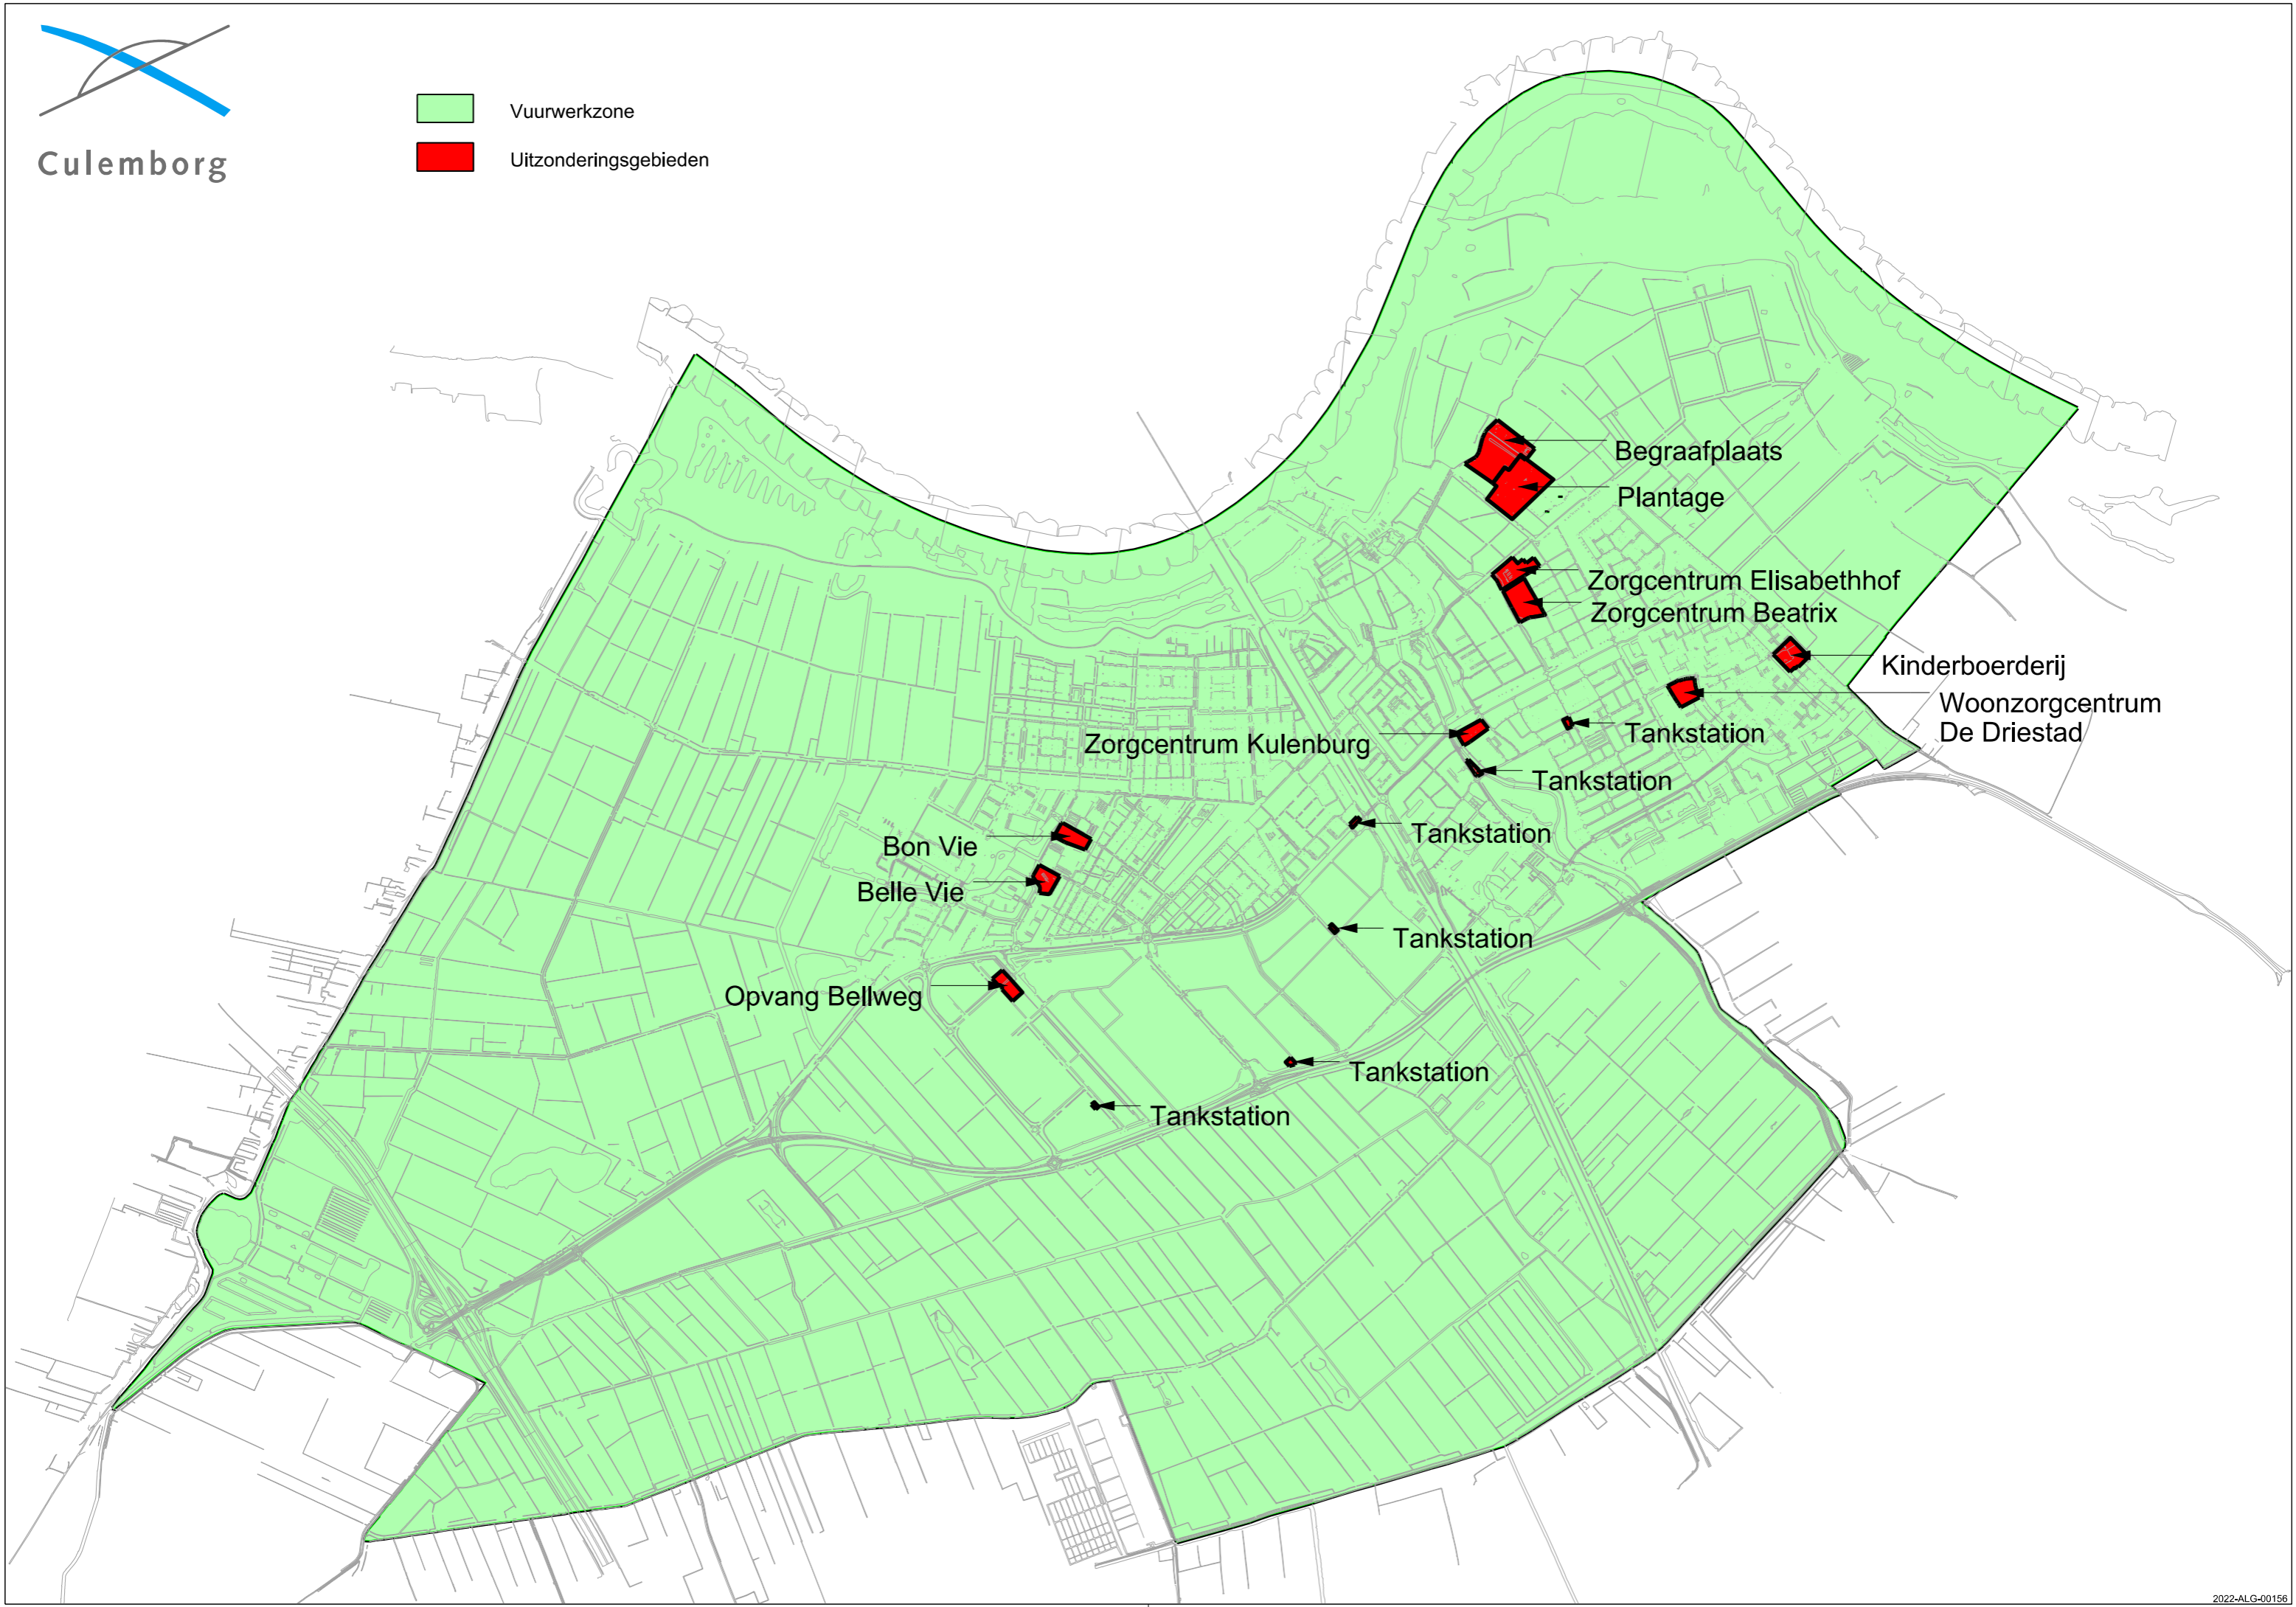 Culemborg
Vuurwerkzone
Uitzonderingsgebieden
Begraafplaats
Plantage
Zorgcentrum Elisabethhof
Zorgcentrum Beatrix
Kinderboerderij
Woonzorgcentrum
De Driestad
Tankstation
Zorgcentrum Kulenburg
Tankstation
Tankstation
Bon Vie
Belle Vie
Tankstation
Opvang Bellweg
Tankstation
Tankstation
2022-ALG-00156